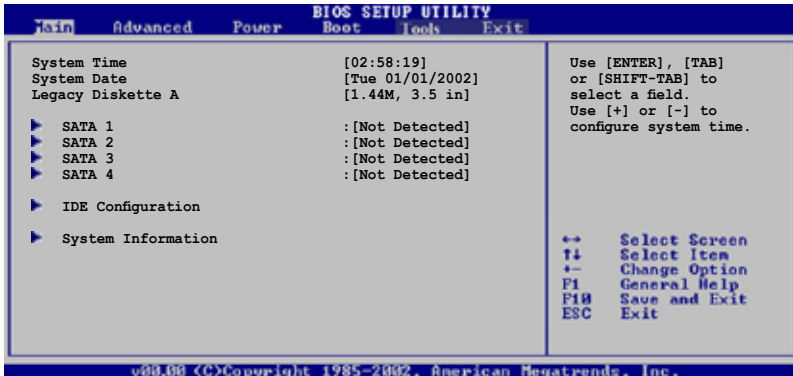 BIOS SETUP UTILITY
Main Advanced Power Boot Tools Exit
System Time [02:58:19]
System Date [Tue 01/01/2002]
Legacy Diskette A [1.44M, 3.5 in]
SATA 1 :[Not Detected]
SATA 2 :[Not Detected]
SATA 3 :[Not Detected]
SATA 4 :[Not Detected]
IDE Configuration
System Information
Use [ENTER], [TAB]
or [SHIFT-TAB] to
select a field.
Use [+] or [-] to
configure system time.
↔ Select Screen
↑↓ Select Item
+- Change Option
F1 General Help
F10 Save and Exit
ESC Exit
v00.00 (C)Copyright 1985-2002, American Megatrends, Inc.